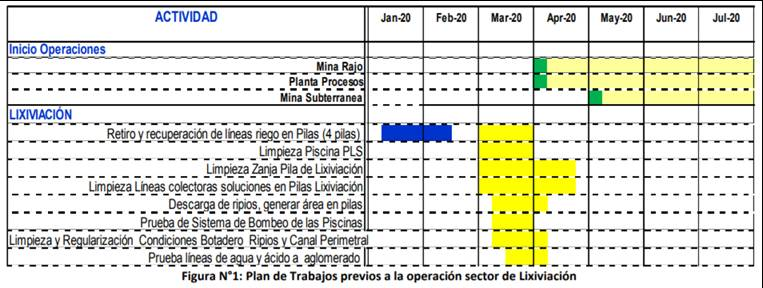 ACTIVIDAD Jan-20 Feb-20 Mar-20 Apr-20 May-20 Jun-20 Jul-20
Inicio Operaciones
Mina Rajo
Planta Procesos
Mina Subterranea
LIXIVIACIÓN
Retiro y recuperación de líneas riego en Pilas (4 pilas)
Limpieza Piscina PLS
Limpieza Zanja Pila de Lixiviación
Limpieza Líneas colectoras soluciones en Pilas Lixiviación
Descarga de ripios, generar área en pilas
Prueba de Sistema de Bombeo de las Piscinas
Limpieza y Regularización Condiciones Botadero Ripios y Canal Perimetral
Prueba líneas de agua y ácido a aglomerado
Figura N°1: Plan de Trabajos previos a la operación sector de Lixiviación